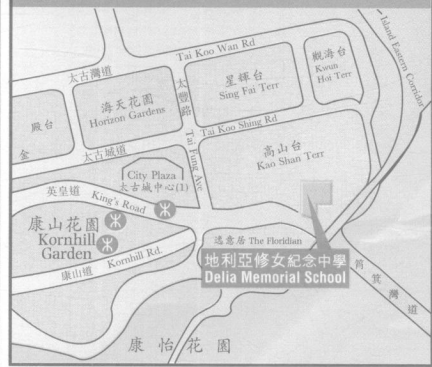 Tai Koo Wan Rd
Island Eastern Corridor
太古灣道
海天花園
Horizon Gardens
太豐路
星輝台
Sing Fai Terr
觀海台
Kwun
Hoi Terr
殿台
金
太古城道
Tai Koo Shing Rd
Tai Fung Ave
高山台
Kao Shan Terr
City Plaza
太古城中心(1)
英皇道 King's Road
康山花園
Kornhill
Garden
康山道 Kornhill Rd.
逸意居 The Floridian
地利亞修女紀念中學
Delia Memorial School
筲箕灣道
康怡花園